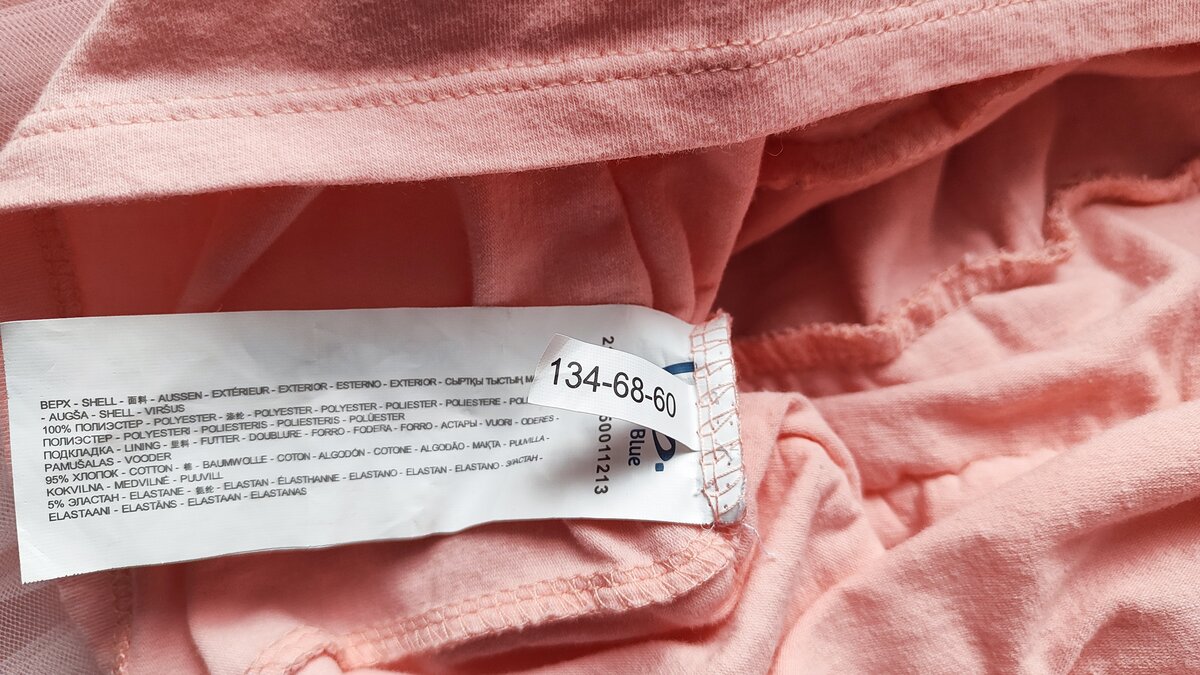 ВЕРХ - SHELL - 面料 - AUSSEN - EXTÉRIEUR - EXTERIOR - ESTERNO - EXTERIOR - СЫРТҚЫ ТЫСТЫҢ
- AUGŠA - SHELL - VIRŠUS
100% ПОЛИЭСТЕР - POLYESTER - 涤纶 - POLYESTER - POLYESTER - POLIESTER - POLIESTERE -
ПОЛИЭСТЕР - POLYESTERI - POLIESTERIS - POLIESTERIS - POLÜESTER
ПОДКЛАДКА - LINING - 里料 - FUTTER - DOUBLURE - FORRO - FODERA - FORRO - АСТАРЫ - VUORI - ODERES -
PAMUŠALAS - VOODER
95% ХЛОПОК - COTTON - 棉 - BAUMWOLLE - COTON - ALGODÓN - COTONE - ALGODÃO - МАҚТА - PUUVILLA -
KOKVILNA - MEDVILNĖ - PUUVILL
5% ЭЛАСТАН - ELASTANE - 氨纶 - ELASTAN - ÉLASTHANNE - ELASTANO - ELASTAN - ELASTANO - ЭЛАСТАН -
ELASTAANI - ELASTĀNS - ELASTAAN - ELASTANAS
134-68-60
50011213
Blue